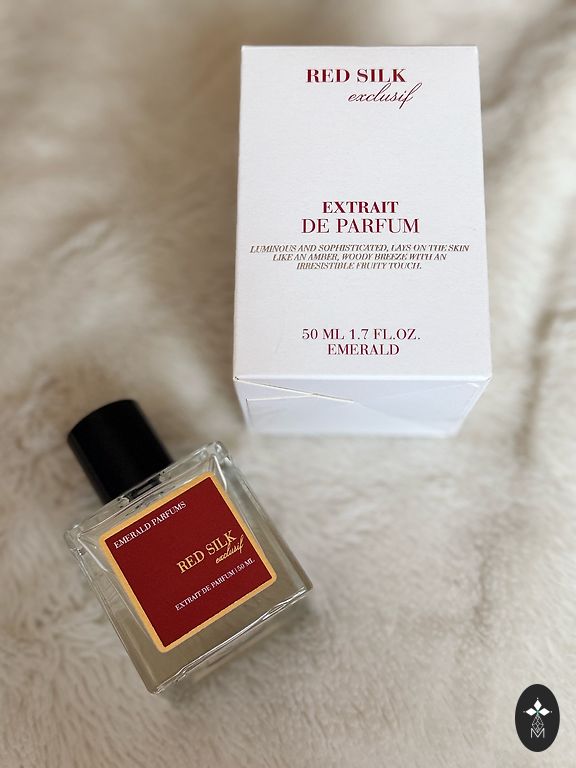 RED SILK
exclusif
EXTRAIT
DE PARFUM
LUMINOUS AND SOPHISTICATED, LAYS ON THE SKIN
LIKE AN AMBER, WOODY BREEZE WITH AN
IRRESISTIBLE FRUITY TOUCH.
50 ML 1.7 FL.OZ.
EMERALD
EMERALD PARFUMS
RED SILK
exclusif
EXTRAIT DE PARFUM | 50 ML
M